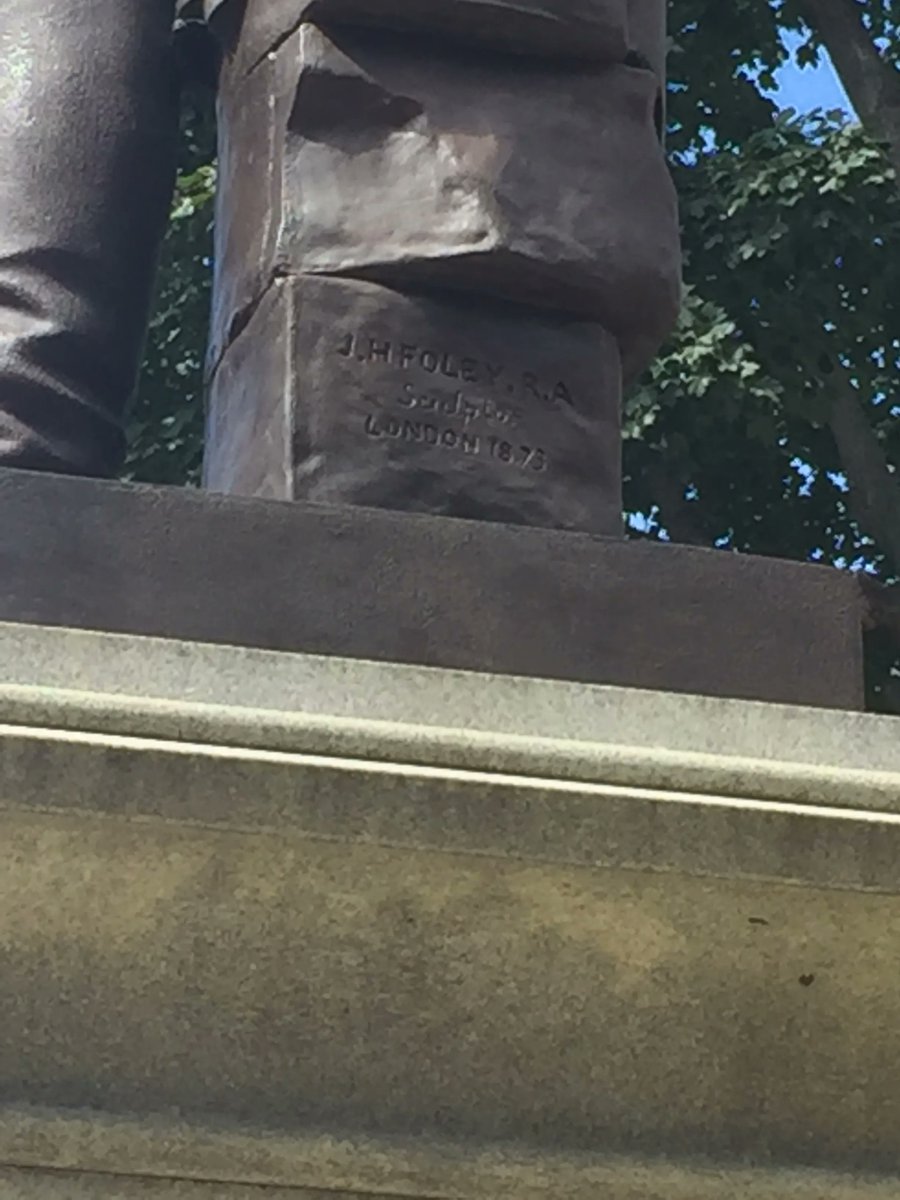 J.H FOLEY. R.A
Sculptor
LONDON 1873